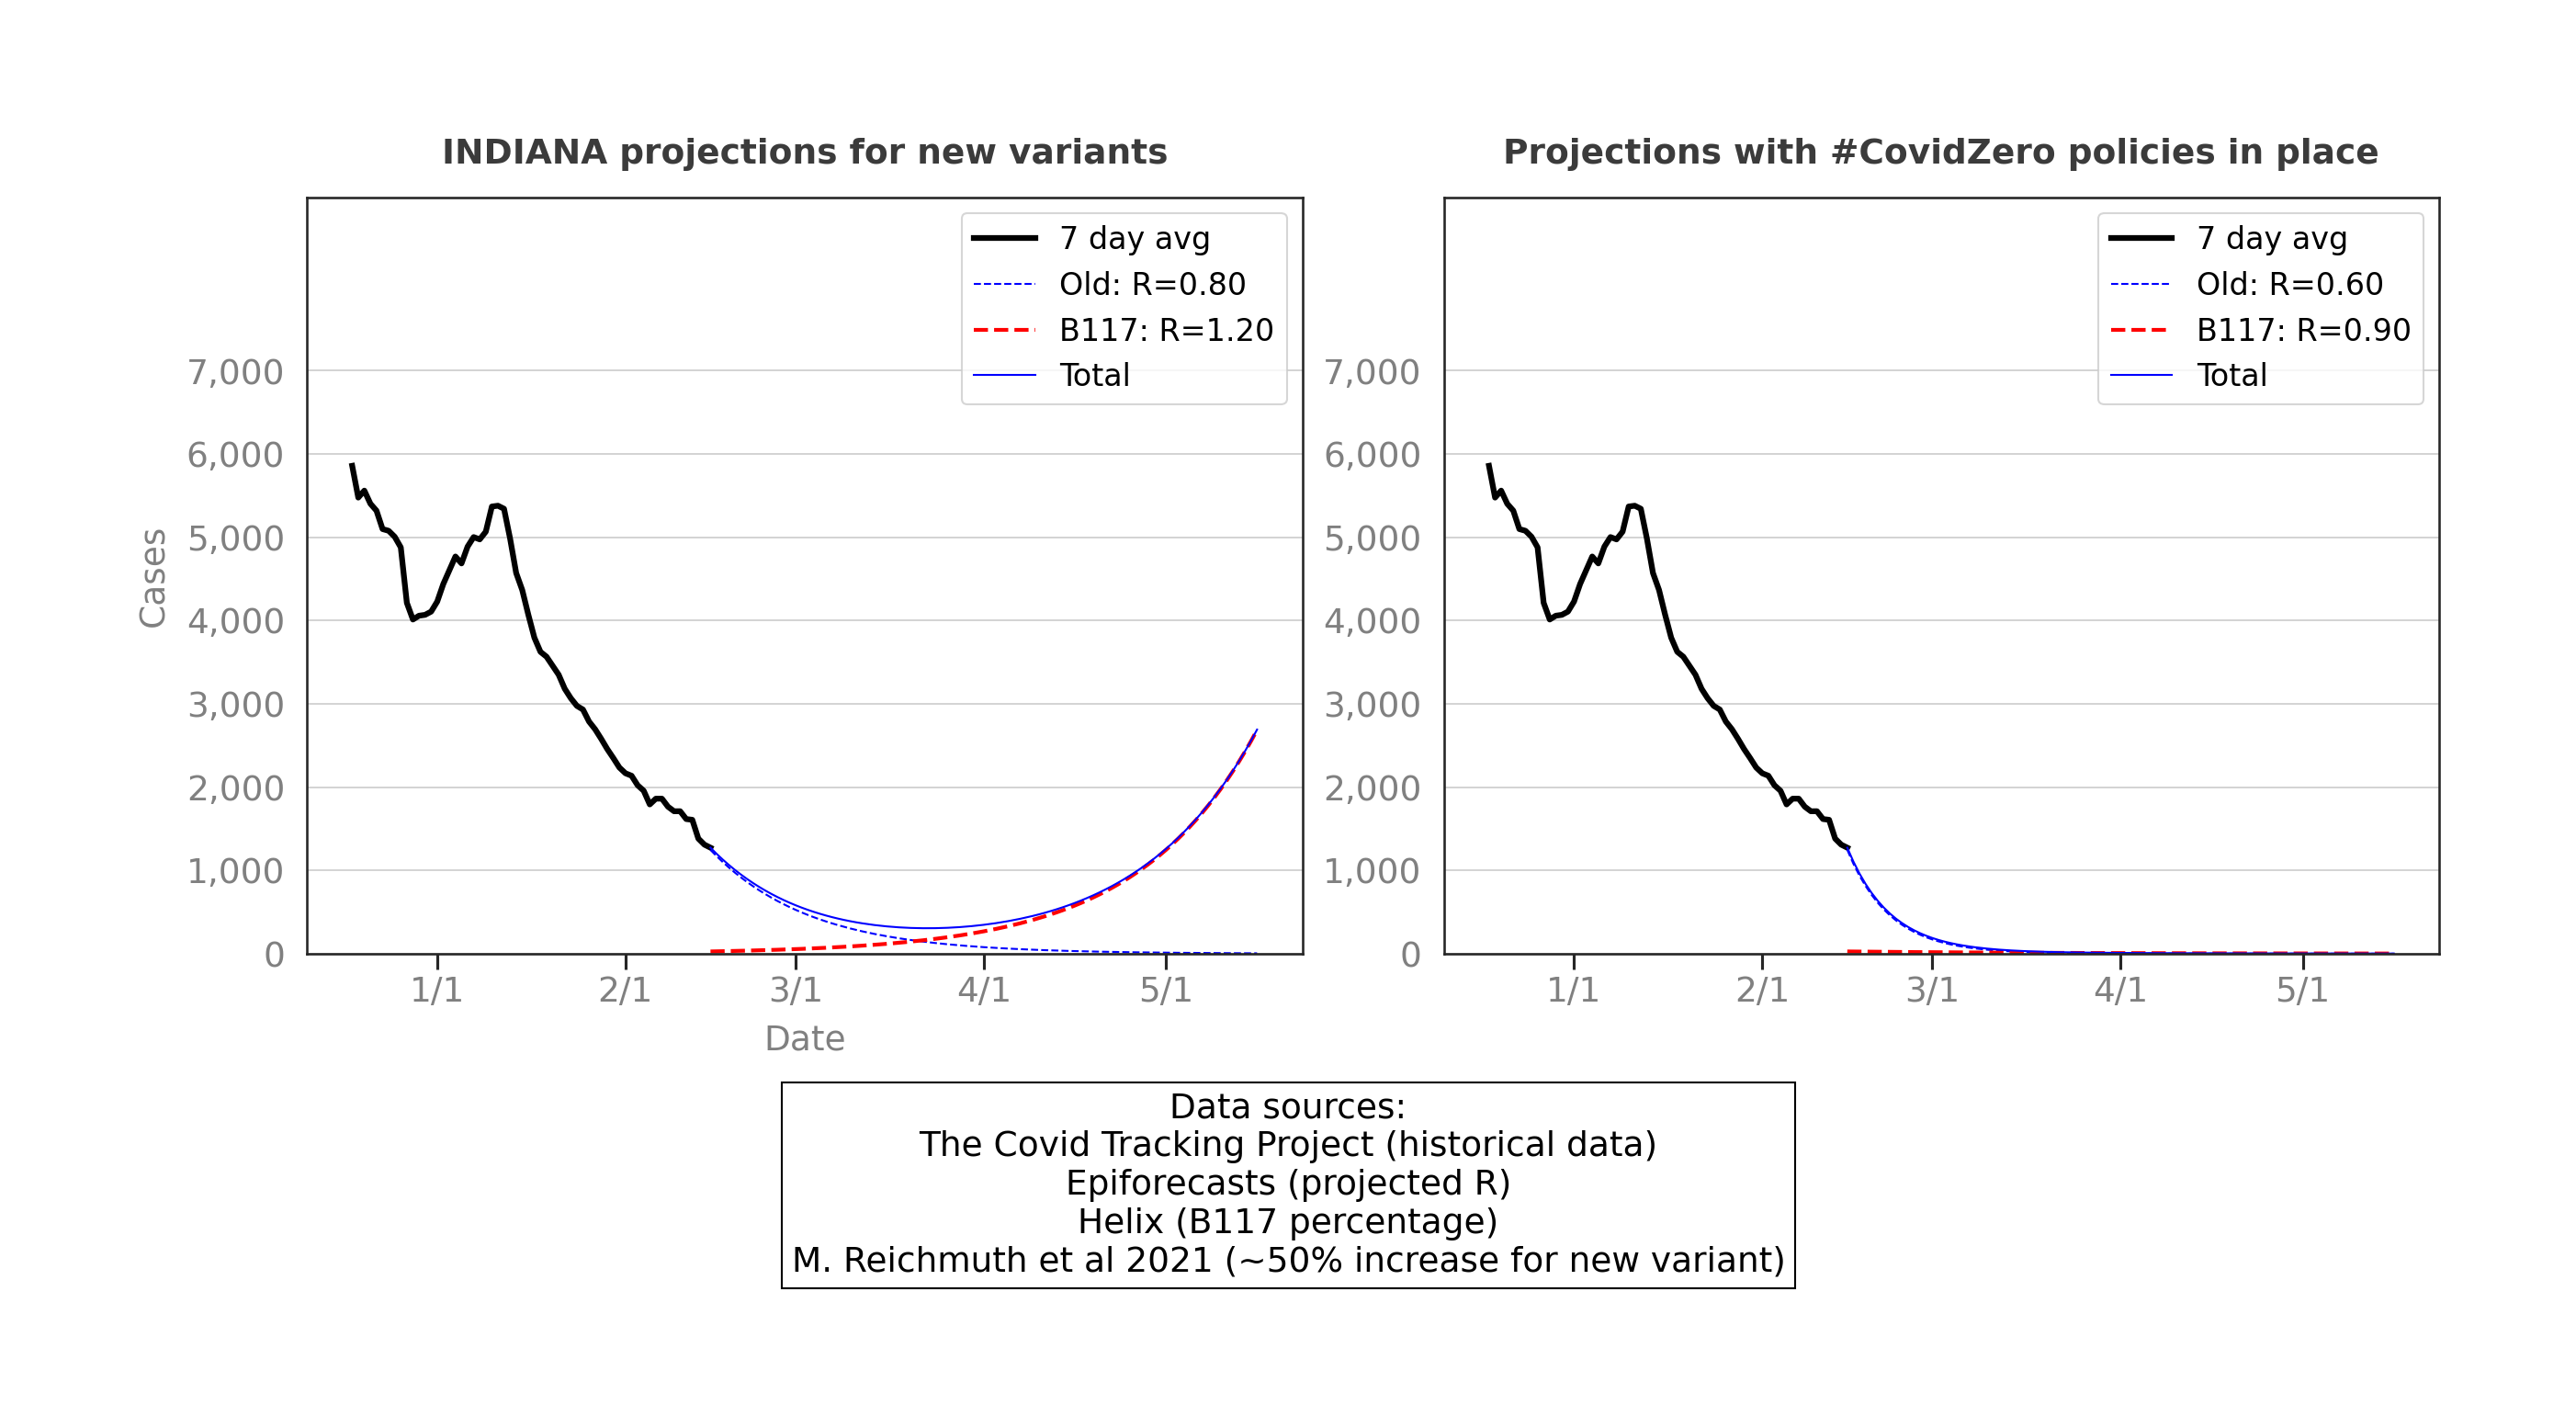 INDIANA projections for new variants
7 day avg
Old: R=0.80
B117: R=1.20
Total
7,000
6,000
5,000
4,000
3,000
2,000
1,000
0
Cases
1/1
2/1
3/1
4/1
5/1
Date
Projections with #CovidZero policies in place
7 day avg
Old: R=0.60
B117: R=0.90
Total
7,000
6,000
5,000
4,000
3,000
2,000
1,000
0
1/1
2/1
3/1
4/1
5/1
Data sources:
The Covid Tracking Project (historical data)
Epiforecasts (projected R)
Helix (B117 percentage)
M. Reichmuth et al 2021 (~50% increase for new variant)